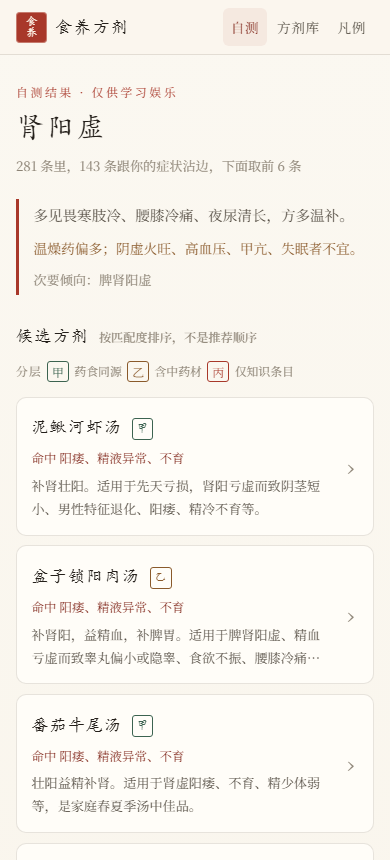 食养
食养方剂
自测
方剂库
凡例
自测结果 · 仅供学习娱乐
肾阳虚
281 条里，143 条跟你的症状沾边，下面取前 6 条
多见畏寒肢冷、腰膝冷痛、夜尿清长，方多温补。
温燥药偏多；阴虚火旺、高血压、甲亢、失眠者不宜。
次要倾向：脾肾阳虚
候选方剂 按匹配度排序，不是推荐顺序
分层 甲 药食同源 乙 含中药材 丙 仅知识条目
泥鳅河虾汤 甲
命中 阳痿、精液异常、不育
补肾壮阳。适用于先天亏损，肾阳亏虚而致阴茎短
小、男性特征退化、阳痿、精冷不育等。
盆子锁阳肉汤 乙
命中 阳痿、精液异常、不育
补肾阳，益精血，补脾胃。适用于脾肾阳虚、精血
亏虚而致睾丸偏小或隐睾、食欲不振、腰膝冷痛…
番茄牛尾汤 甲
命中 阳痿、精液异常、不育
壮阳益精补肾。适用于肾虚阳痿、不育、精少体弱
等，是家庭春夏季汤中佳品。